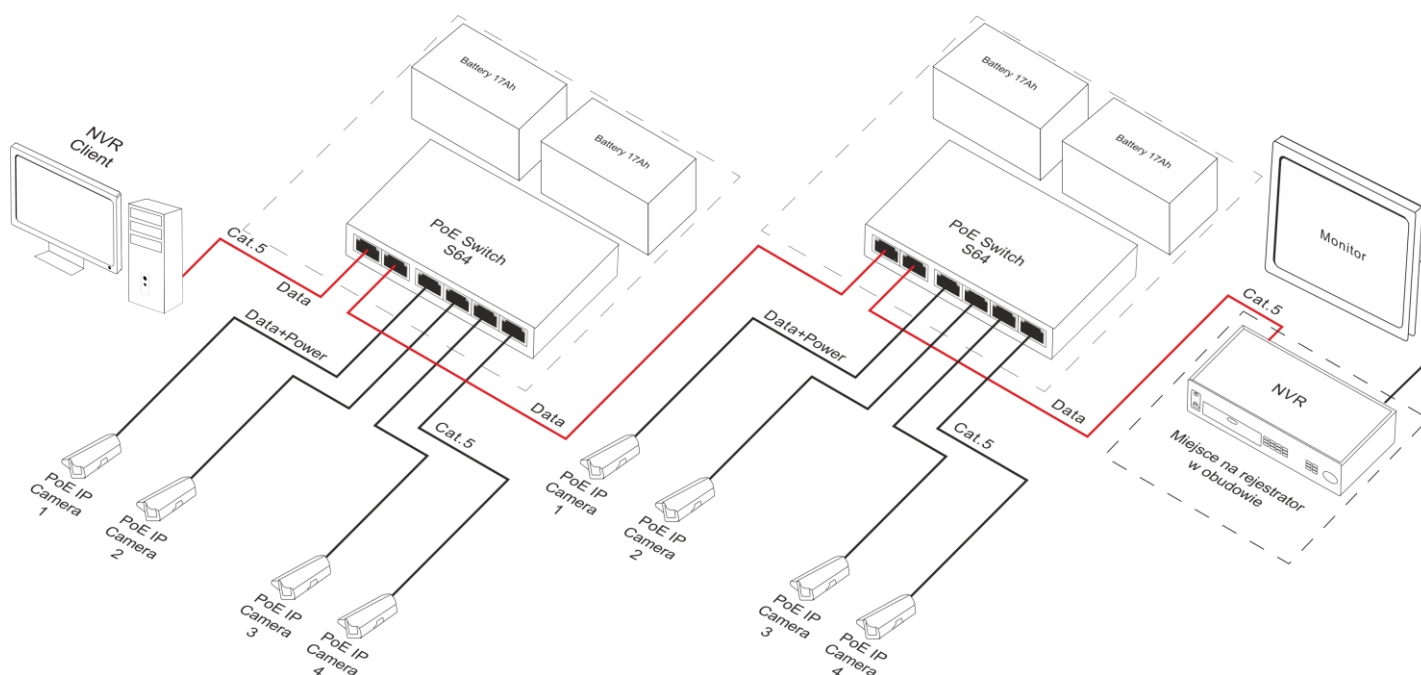 NVR
Client
Battery 17Ah
Battery 17Ah
PoE Switch
S64
Cat.5
Data
Data+Power
Cat.5
Data
PoE IP
Camera
1
PoE IP
Camera
2
PoE IP
Camera
3
PoE IP
Camera
4
Battery 17Ah
Battery 17Ah
PoE Switch
S64
Data+Power
Cat.5
Data
Cat.5
PoE IP
Camera
1
PoE IP
Camera
2
PoE IP
Camera
3
PoE IP
Camera
4
Monitor
NVR
Miejsce na rejestrator
w obudowie